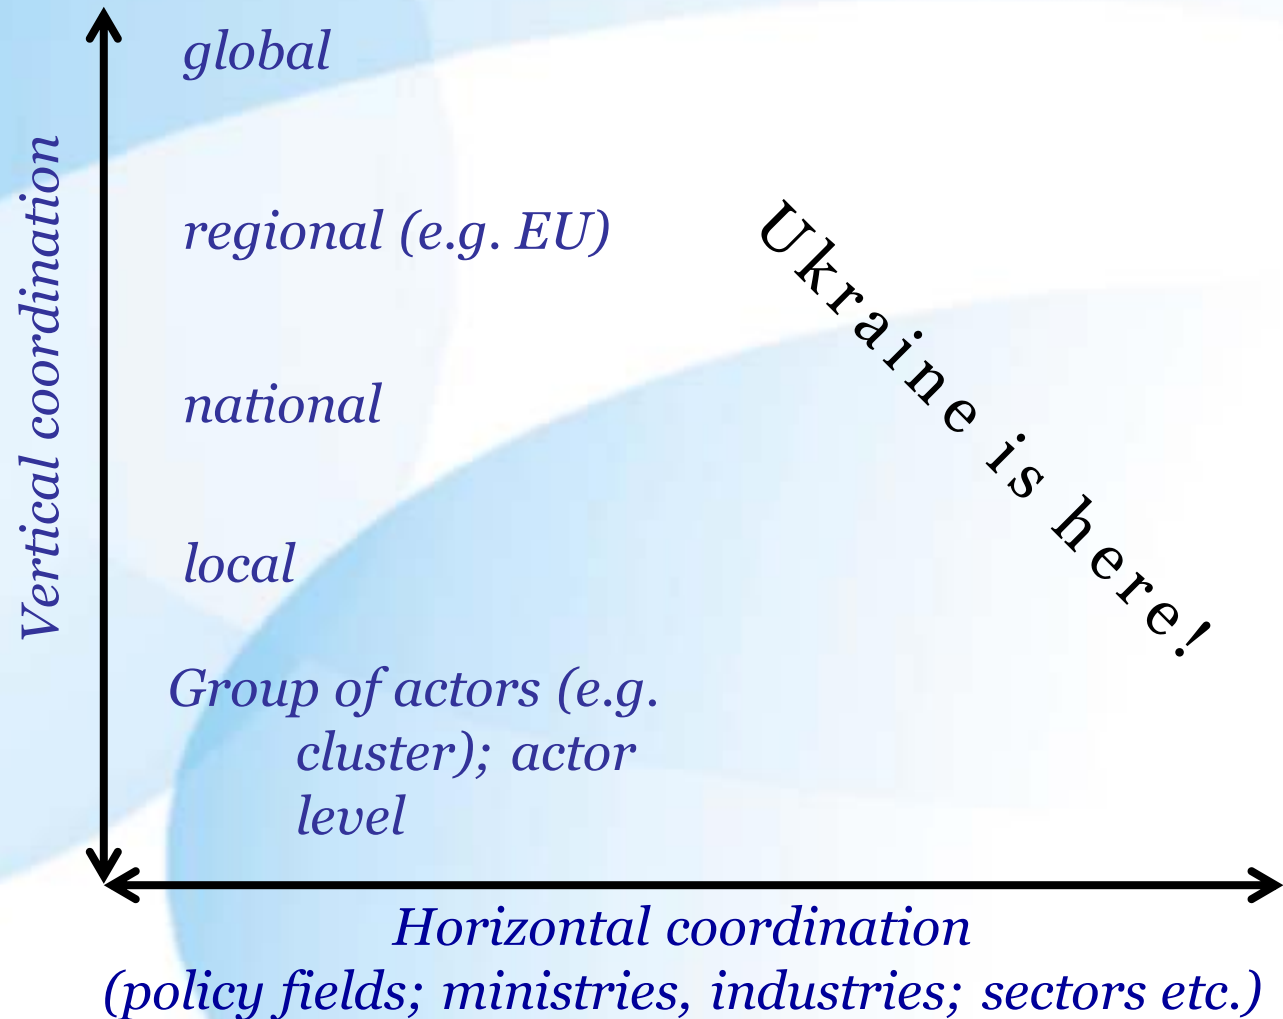 global
Vertical coordination
regional (e.g. EU)
Ukraine is here!
national
local
Group of actors (e.g.
cluster); actor
level
Horizontal coordination
(policy fields; ministries, industries; sectors etc.)